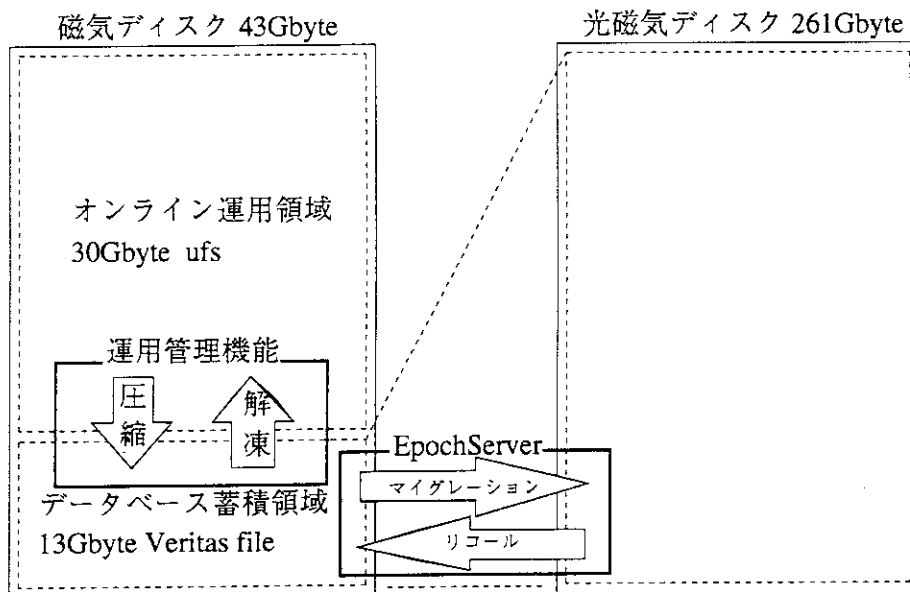 磁気ディスク 43Gbyte
光磁気ディスク 261Gbyte
オンライン運用領域
30Gbyte ufs
運用管理機能
圧縮
解凍
EpochServer
マイグレーション
リコール
データベース蓄積領域
13Gbyte Veritas file